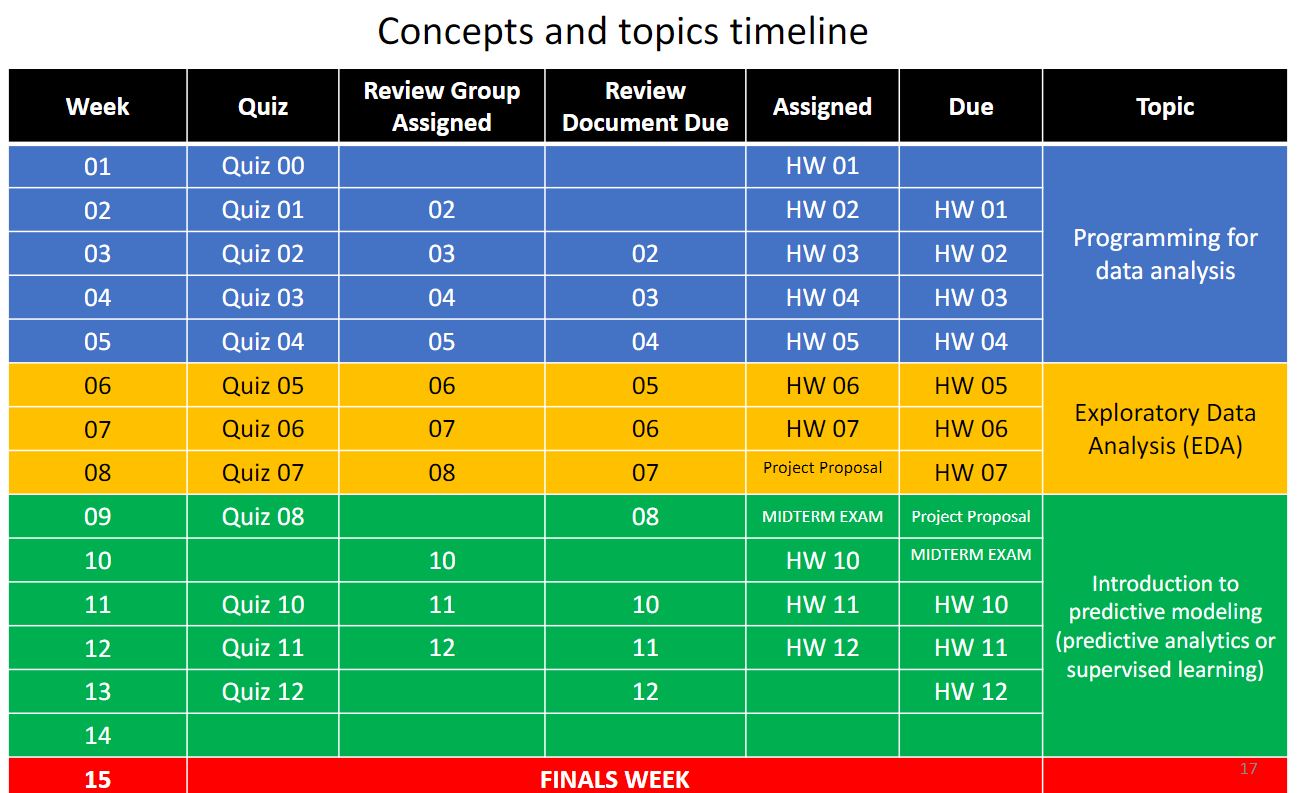 Concepts and topics timeline
Week Quiz Review Group Assigned Review Document Due Assigned Due Topic
01 Quiz 00 HW 01
02 Quiz 01 02 HW 02 HW 01
03 Quiz 02 03 02 HW 03 HW 02
04 Quiz 03 04 03 HW 04 HW 03
05 Quiz 04 05 04 HW 05 HW 04
Programming for
data analysis
06 Quiz 05 06 05 HW 06 HW 05
07 Quiz 06 07 06 HW 07 HW 06
08 Quiz 07 08 07 Project Proposal HW 07
Exploratory Data
Analysis (EDA)
09 Quiz 08 08 MIDTERM EXAM Project Proposal
10 10 HW 10 MIDTERM EXAM
11 Quiz 10 11 10 HW 11 HW 10
12 Quiz 11 12 11 HW 12 HW 11
13 Quiz 12 12 HW 12
14
Introduction to
predictive modeling
(predictive analytics or
supervised learning)
15 FINALS WEEK
17